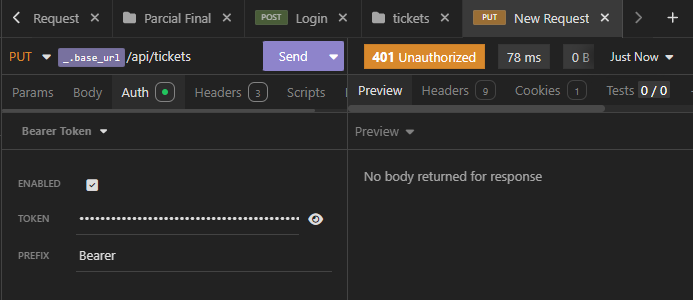 Request
Parcial Final
POST Login
tickets
PUT New Request
PUT _.base_url /api/tickets Send
401 Unauthorized 78 ms 0 B Just Now
Params Body Auth Headers 3 Scripts
Preview Headers 9 Cookies 1 Tests 0 / 0
Bearer Token
Preview
ENABLED
No body returned for response
TOKEN ••••••••••••••••••••••••••••••••••••••••••
PREFIX Bearer